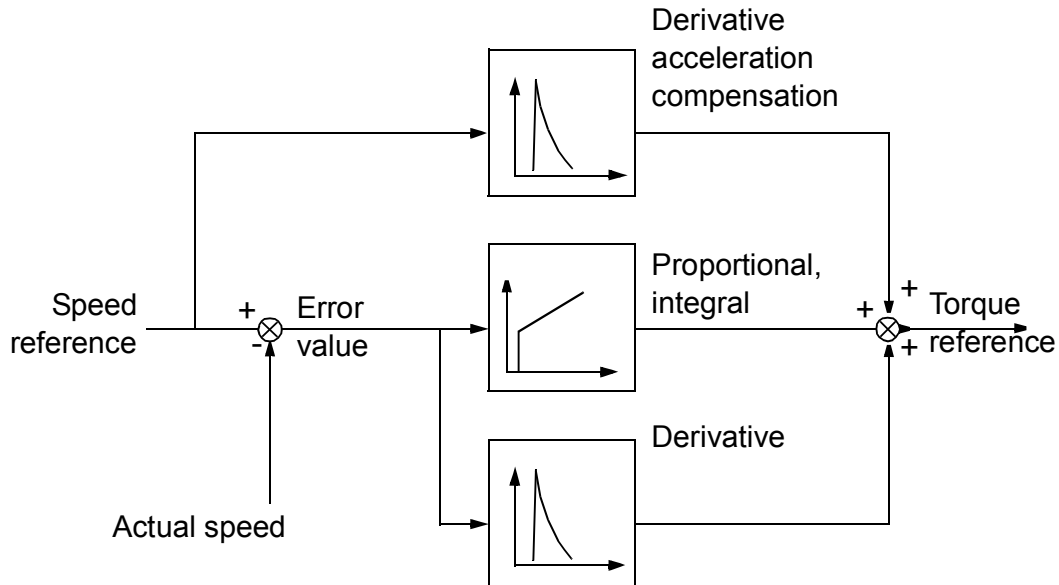 Derivative
acceleration
compensation
Proportional,
integral
Speed
reference
+
-
Error
value
+
+
+
Torque
reference
Derivative
Actual speed